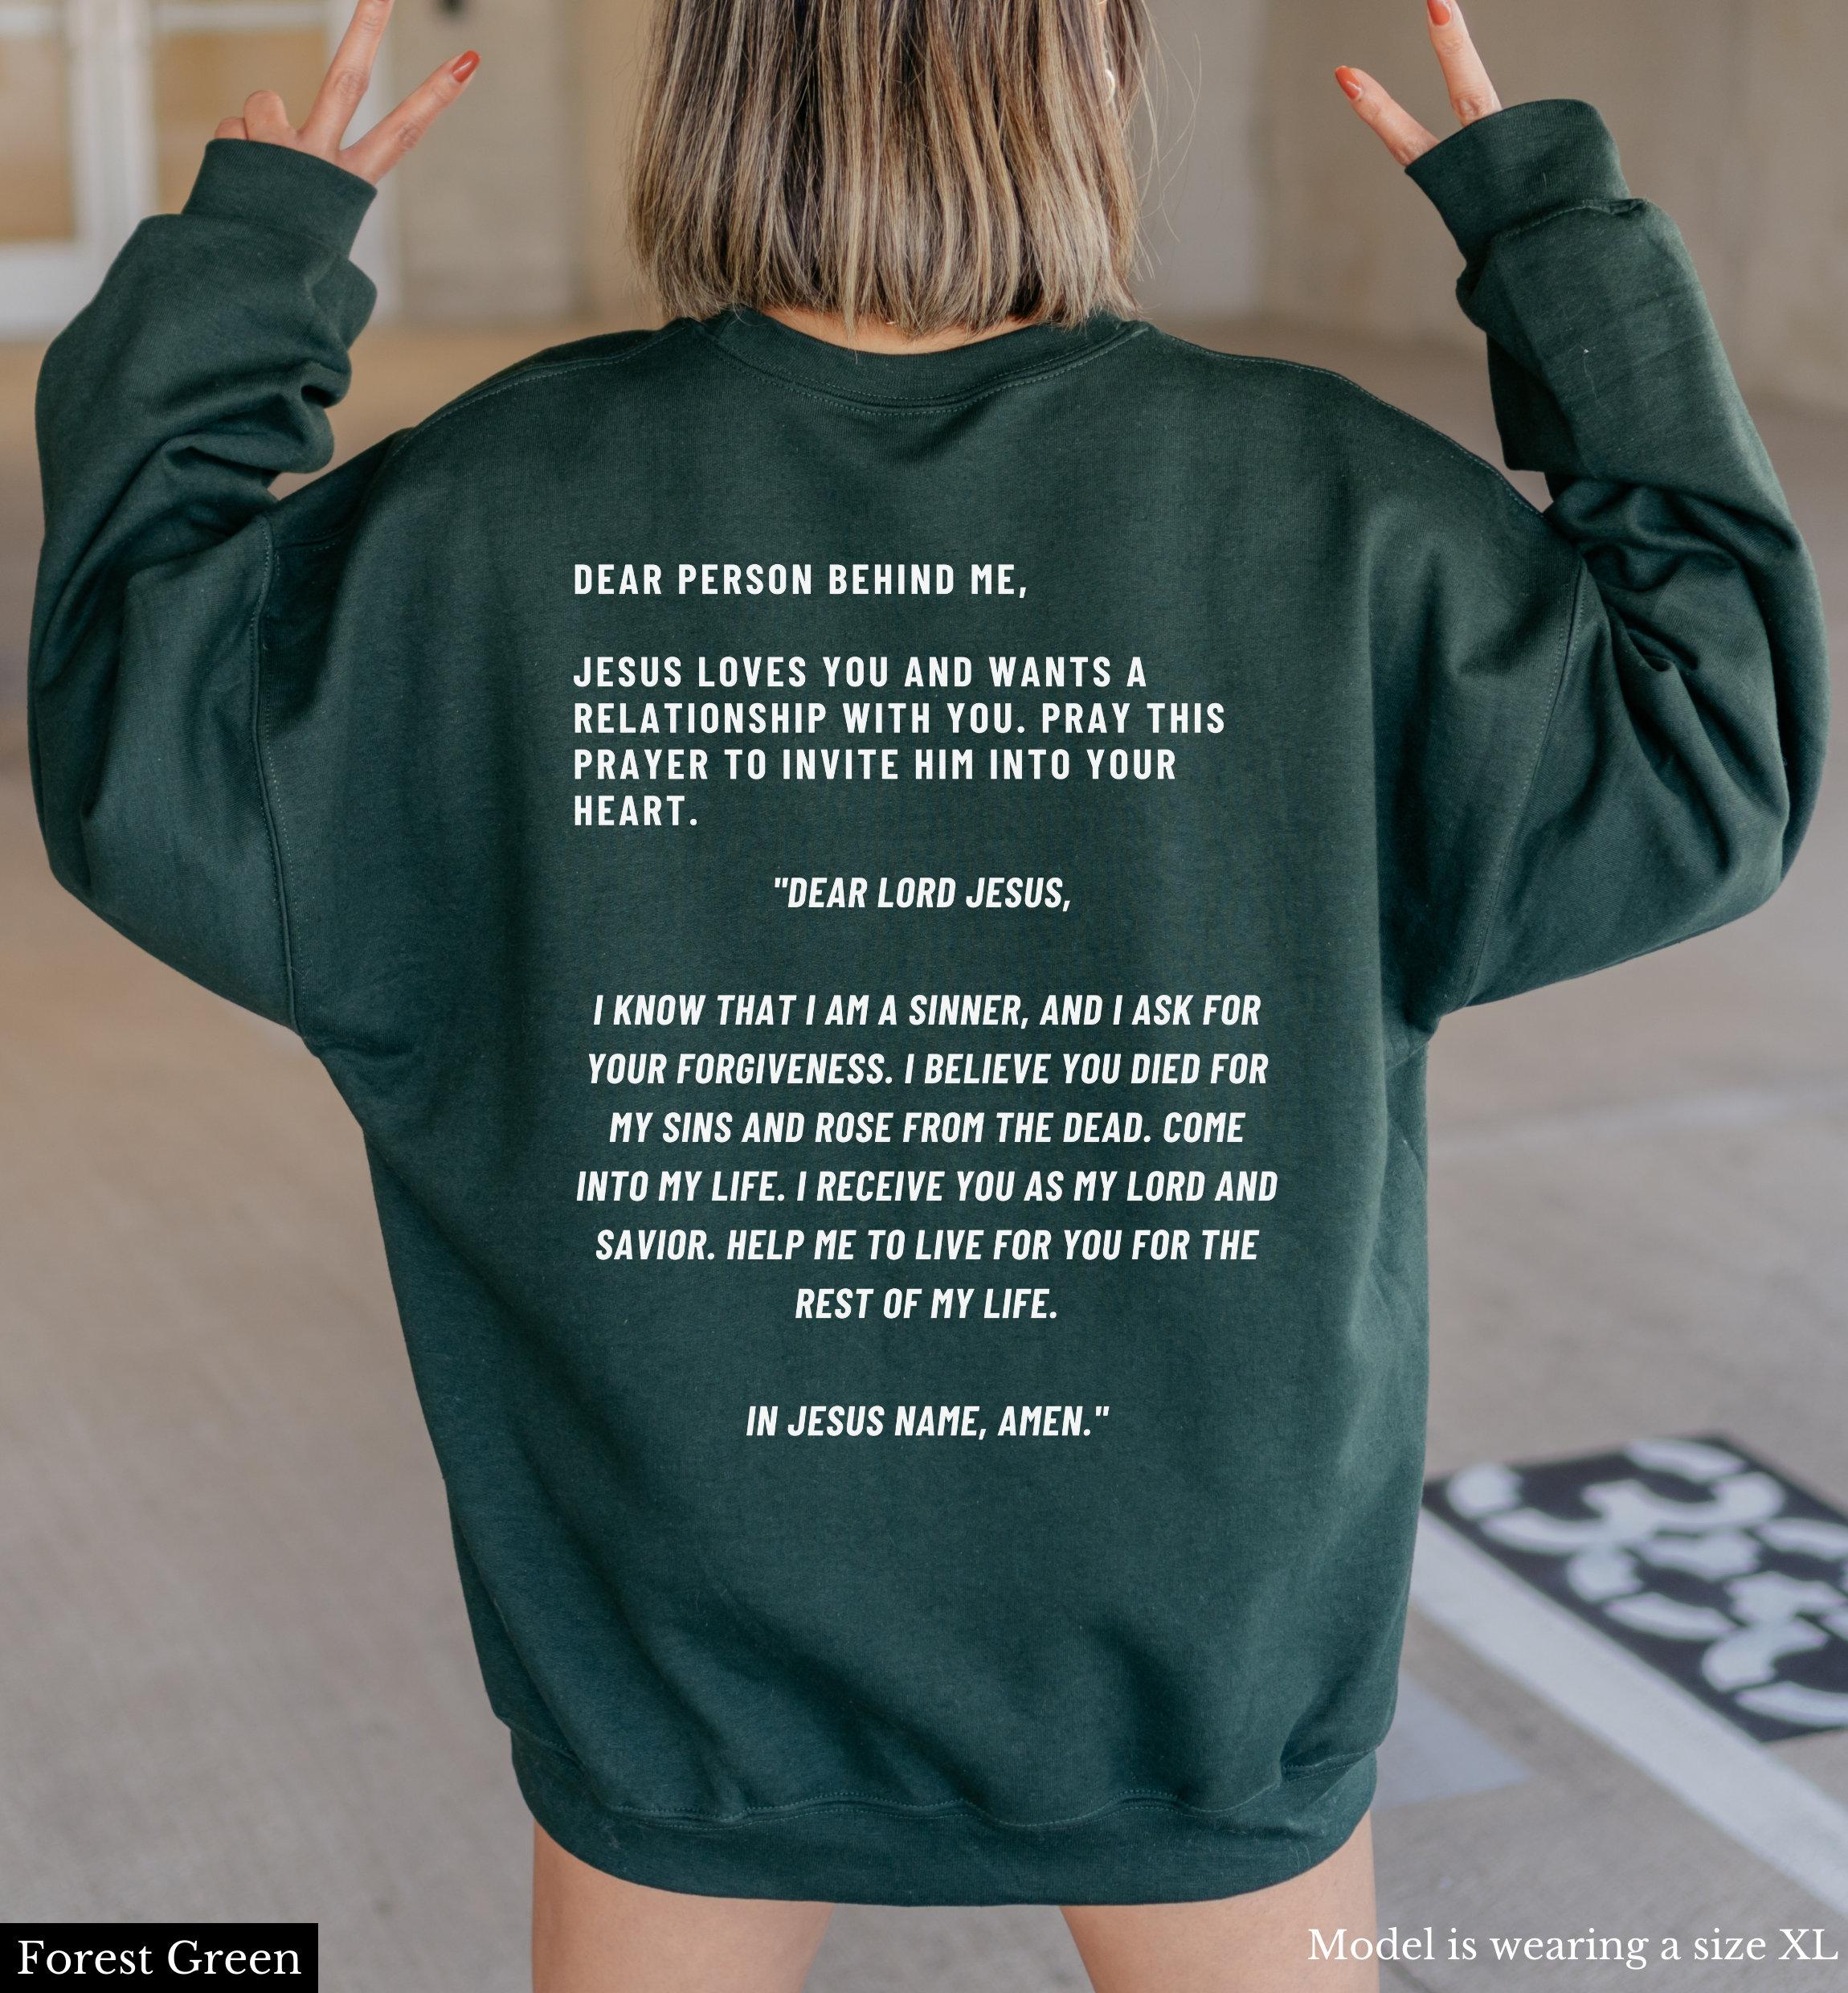 DEAR PERSON BEHIND ME,
JESUS LOVES YOU AND WANTS A
RELATIONSHIP WITH YOU. PRAY THIS
PRAYER TO INVITE HIM INTO YOUR
HEART.
"DEAR LORD JESUS,
I KNOW THAT I AM A SINNER, AND I ASK FOR
YOUR FORGIVENESS. I BELIEVE YOU DIED FOR
MY SINS AND ROSE FROM THE DEAD. COME
INTO MY LIFE. I RECEIVE YOU AS MY LORD AND
SAVIOR. HELP ME TO LIVE FOR YOU FOR THE
REST OF MY LIFE.
IN JESUS NAME, AMEN."
Forest Green
Model is wearing a size XL